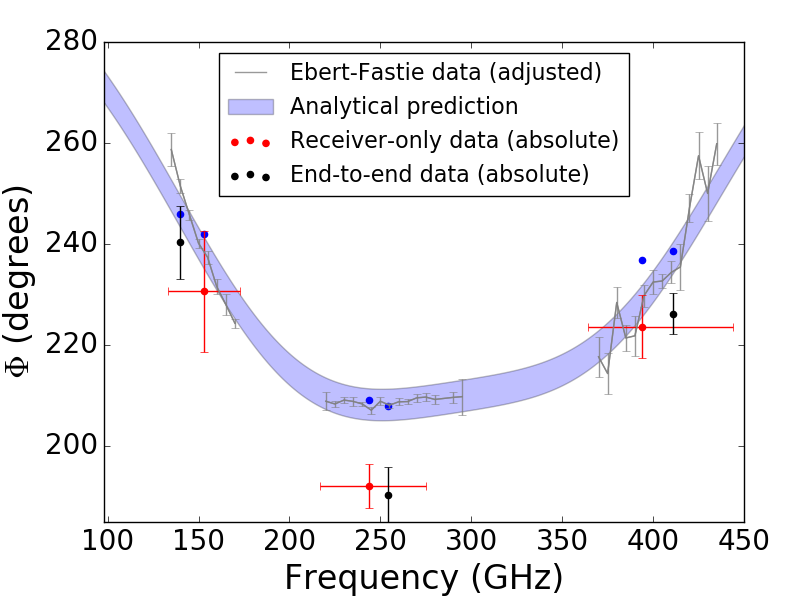 280
260
240
220
200
Φ (degrees)
Ebert-Fastie data (adjusted)
Analytical prediction
Receiver-only data (absolute)
End-to-end data (absolute)
100 150 200 250 300 350 400 450
Frequency (GHz)